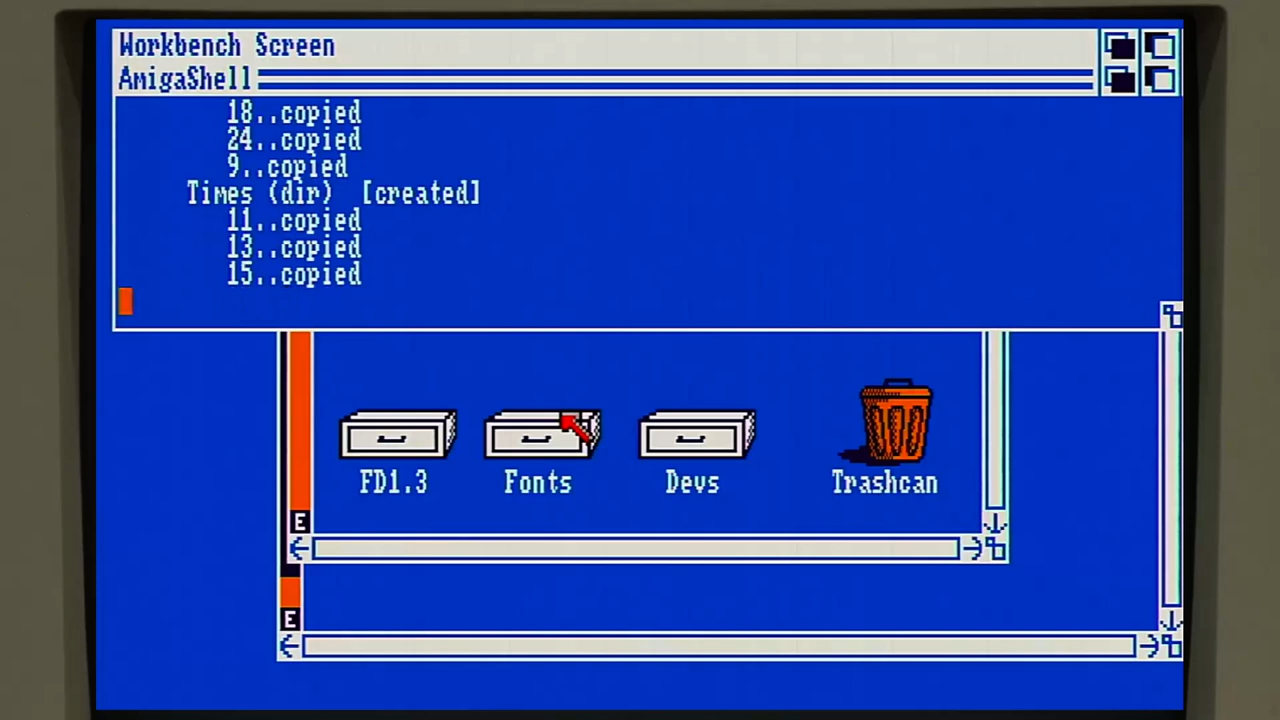 Workbench Screen
AmigaShell
18..copied
24..copied
9..copied
Times (dir) [created]
11..copied
13..copied
15..copied
FD1.3 Fonts Devs Trashcan
E
E